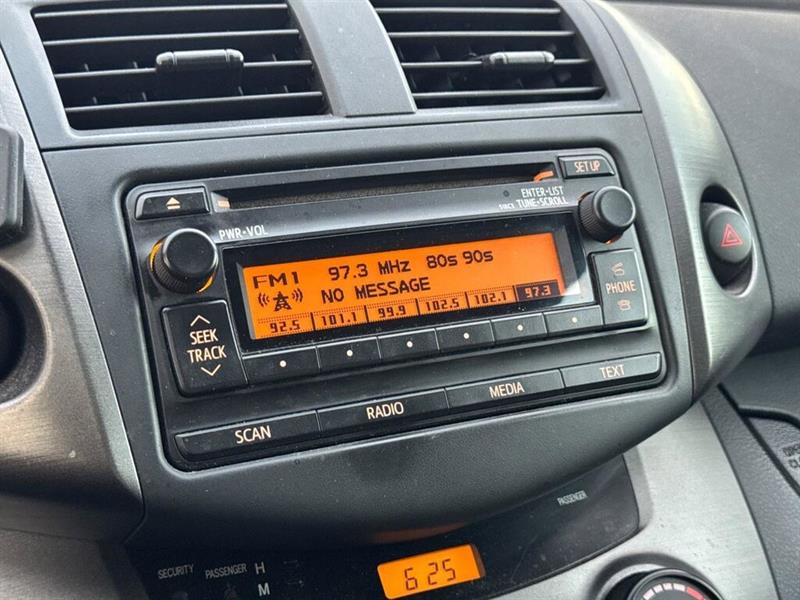 SET UP
ENTER•LIST
DISC TUNE•SCROLL
PWR•VOL
FM1 97.3 MHz 80s 90s
NO MESSAGE
92.5 101.1 99.9 102.5 102.1 97.3
PHONE
SEEK
TRACK
SCAN RADIO MEDIA TEXT
PASSENGER
SECURITY PASSENGER H
M
6:25